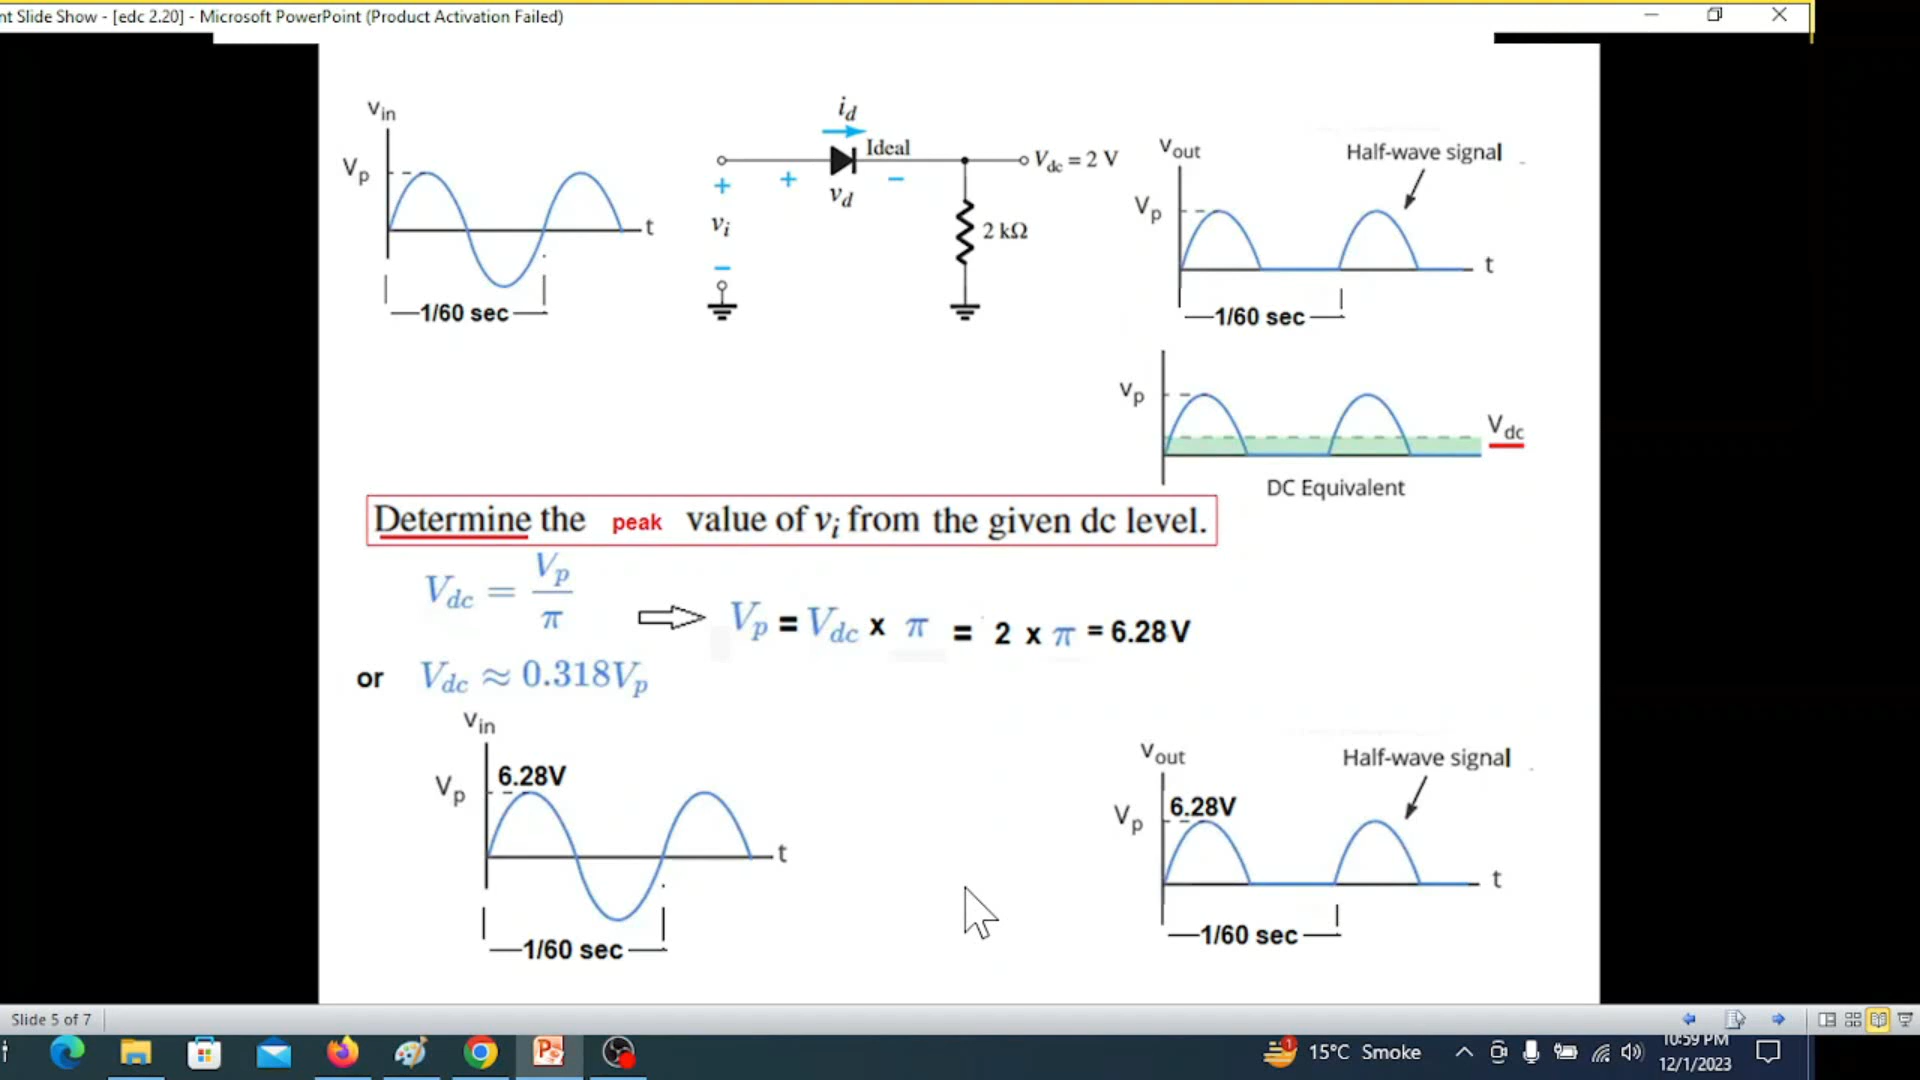 nt Slide Show - [edc 2.20] - Microsoft PowerPoint (Product Activation Failed)
vin
Vp
t
1/60 sec
id
Ideal
+ vd −
+
vi
−
Vdc = 2 V
2 kΩ
vout
Half-wave signal
Vp
t
1/60 sec
Vp
Vdc
DC Equivalent
Determine the peak value of vi from the given dc level.
Vdc = Vp/π
Vp = Vdc x π = 2 x π = 6.28 V
or Vdc ≈ 0.318Vp
vin
6.28V
Vp
t
1/60 sec
vout
Half-wave signal
6.28V
Vp
t
1/60 sec
Slide 5 of 7
1
15°C Smoke
10:59 PM
12/1/2023